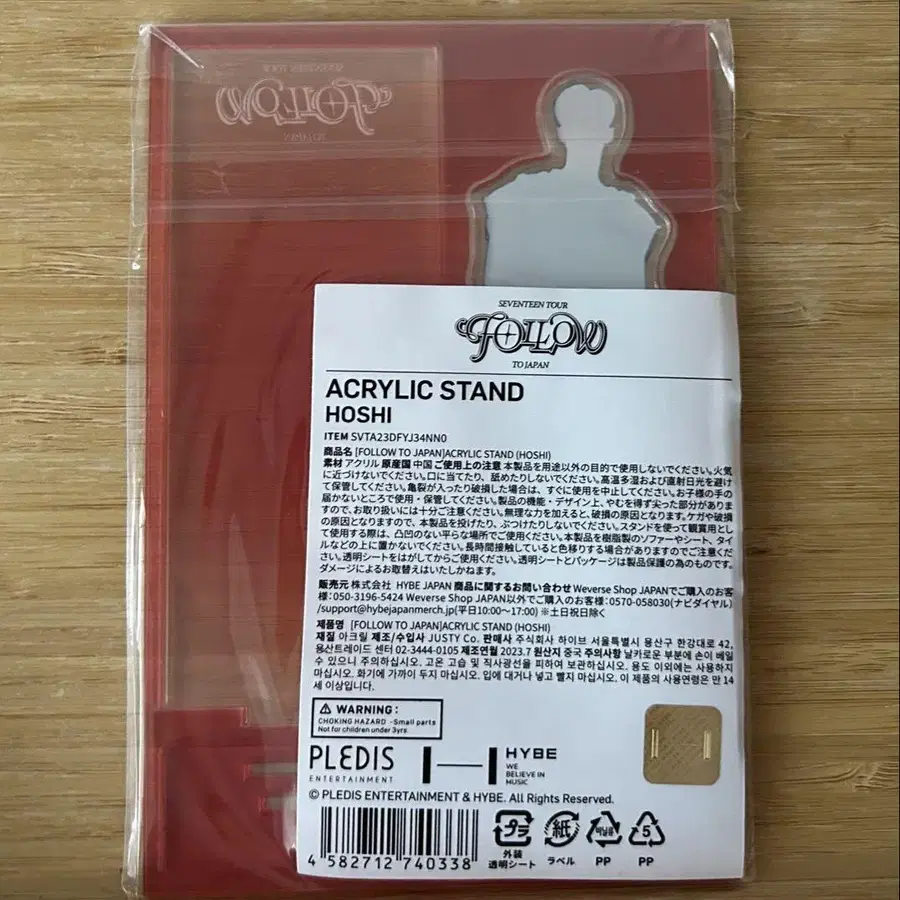 SEVENTEEN TOUR
FOLLOW
TO JAPAN
SEVENTEEN TOUR
FOLLOW
TO JAPAN
ACRYLIC STAND
HOSHI
ITEM SVTA23DFYJ34NN0
商品名 [FOLLOW TO JAPAN]ACRYLIC STAND (HOSHI)
素材 アクリル 原産国 中国 ご使用上の注意 本製品を用途以外の目的で使用しないでください。火気
に近づけないでください。口に当てたり、舐めたりしないでください。高温多湿および直射日光を避け
て保管してください。亀裂が入ったり破損した場合は、すぐに使用を中止してください。お子様の手の
届かないところで使用・保管してください。製品の機能・デザイン上、やむを得ず尖った部分がありま
すので、お取り扱いには十分ご注意ください。無理な力を加えると、破損の原因となります。ケガや破損
の原因となりますので、本製品を投げたり、ぶつけたりしないでください。スタンドを使って観賞用とし
て使用する際は、凸凹のない平らな場所でご使用ください。本製品を樹脂製のソファーやシート、タイ
ルなどの上に置かないでください。長時間接触していると色移りする場合がありますのでご注意くださ
い。透明シートをはがしてからご使用ください。透明シートとパッケージは製品保護の為のものです。
ダメージによるお取替えはいたしかねます。
販売元 株式会社 HYBE JAPAN 商品に関するお問い合わせ Weverse Shop JAPANでご購入のお客
様：050-3196-5424 Weverse Shop JAPAN以外でご購入のお客様：0570-058030(ナビダイヤル)
/support@hybejapanmerch.jp(平日10:00~17:00) ※土日祝日除く
제품명 [FOLLOW TO JAPAN]ACRYLIC STAND (HOSHI)
재질 아크릴 제조/수입사 JUSTY Co. 판매사 주식회사 하이브 서울특별시 용산구 한강대로 42,
용산트레이드 센터 02-3444-0105 제조연월 2023.7 원산지 중국 주의사항 날카로운 부분에 손이 베일
수 있으니 주의하십시오. 고온 고습 및 직사광선을 피하여 보관하십시오. 용도 이외에는 사용하지
마십시오. 화기에 가까이 두지 마십시오. 입에 대거나 넣고 빨지 마십시오. 이 제품의 사용연령은 만 14
세 이상입니다.
WARNING:
CHOKING HAZARD -Small parts
Not for children under 3yrs.
PLEDIS
ENTERTAINMENT
HYBE
WE
BELIEVE IN
MUSIC
© PLEDIS ENTERTAINMENT & HYBE. All Rights Reserved.
4 582712 740338
プラ
外装
透明シート
紙
ラベル
PP
5
PP